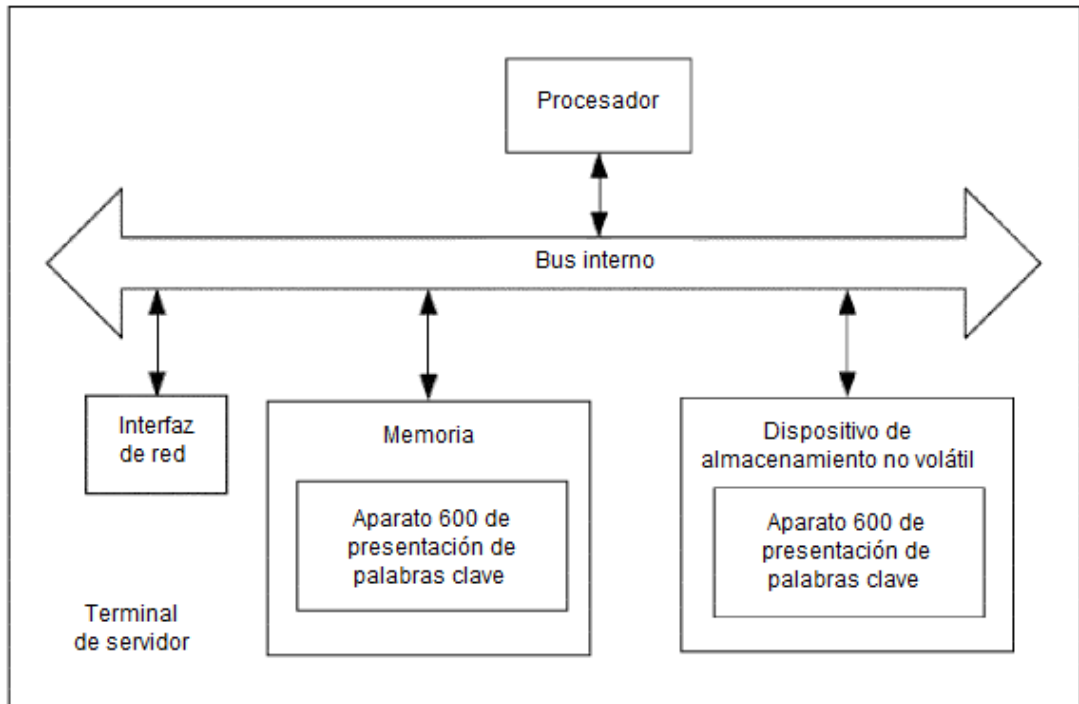 Procesador
Bus interno
Interfaz
de red
Memoria
Aparato 600 de
presentación de
palabras clave
Dispositivo de
almacenamiento no volátil
Aparato 600 de
presentación de
palabras clave
Terminal
de servidor